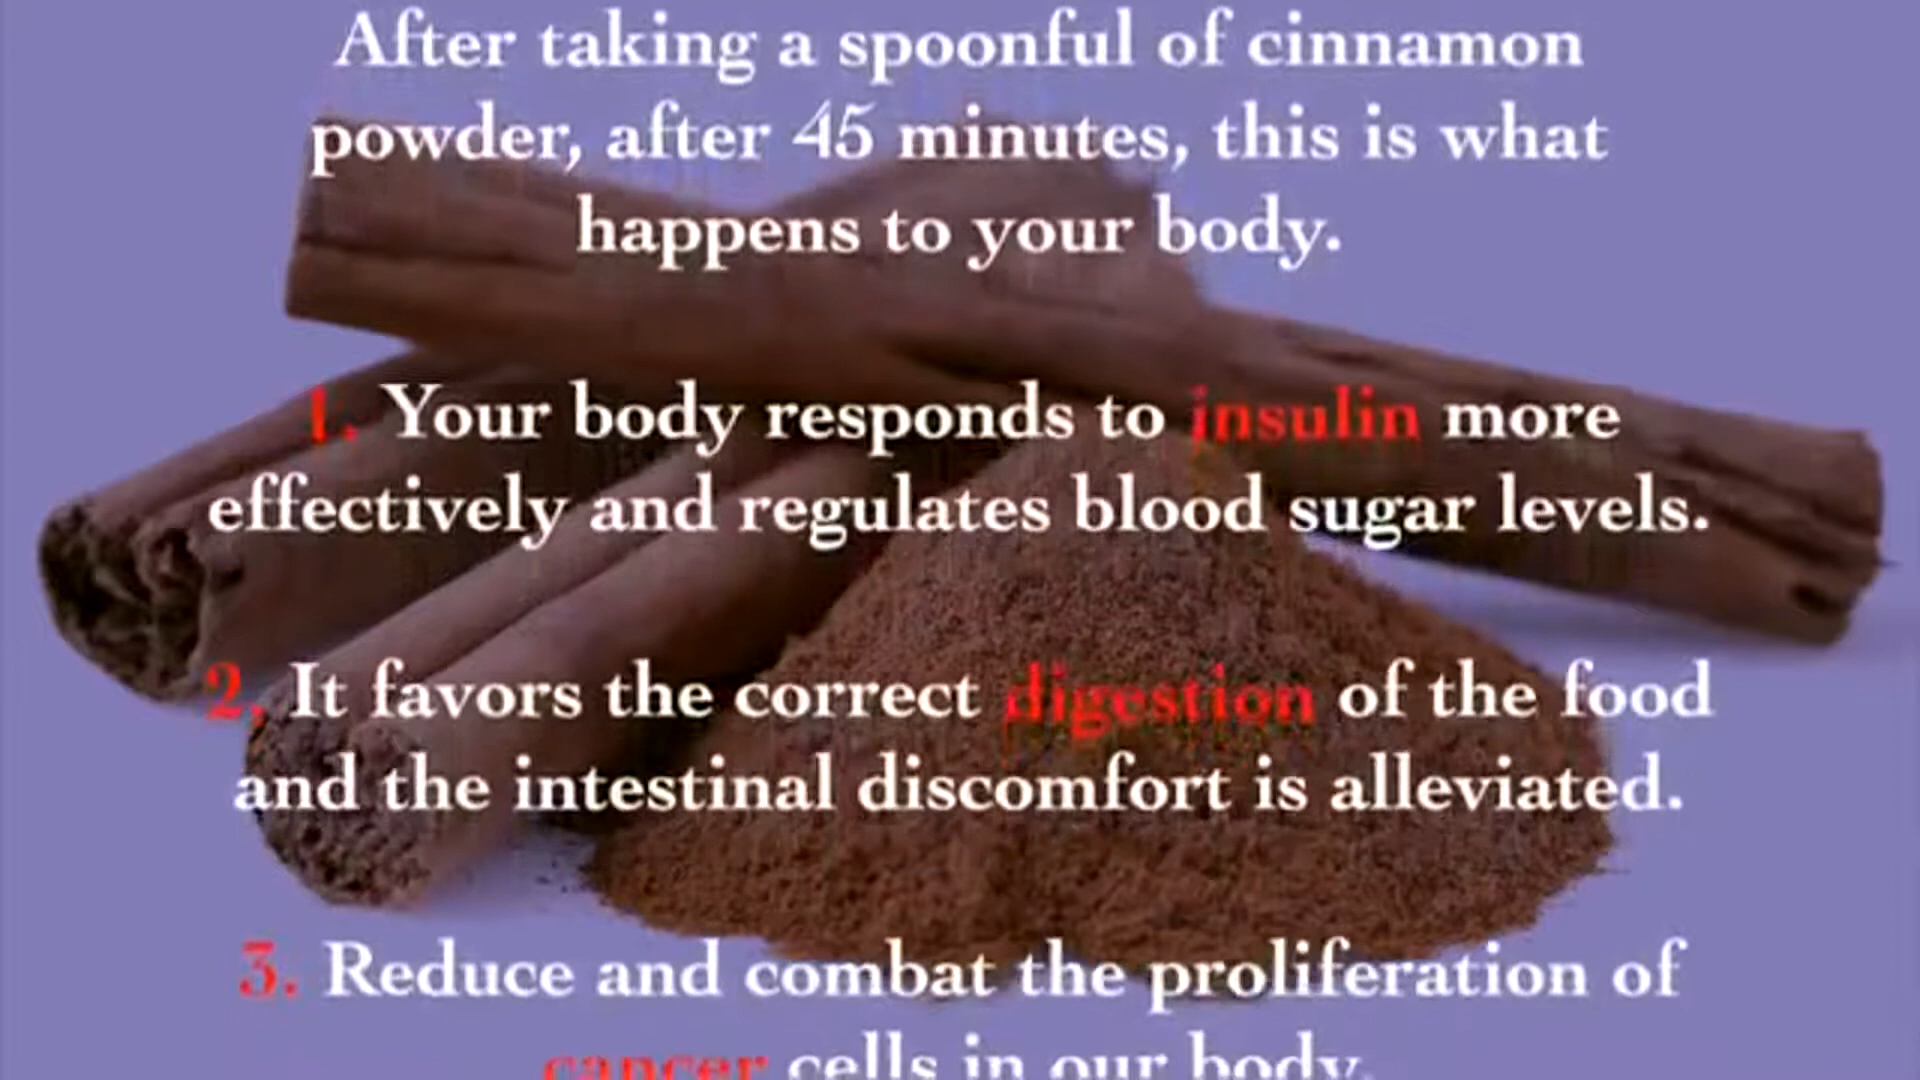 After taking a spoonful of cinnamon
powder, after 45 minutes, this is what
happens to your body.
1. Your body responds to insulin more
effectively and regulates blood sugar levels.
2. It favors the correct digestion of the food
and the intestinal discomfort is alleviated.
3. Reduce and combat the proliferation of
cancer cells in our body.